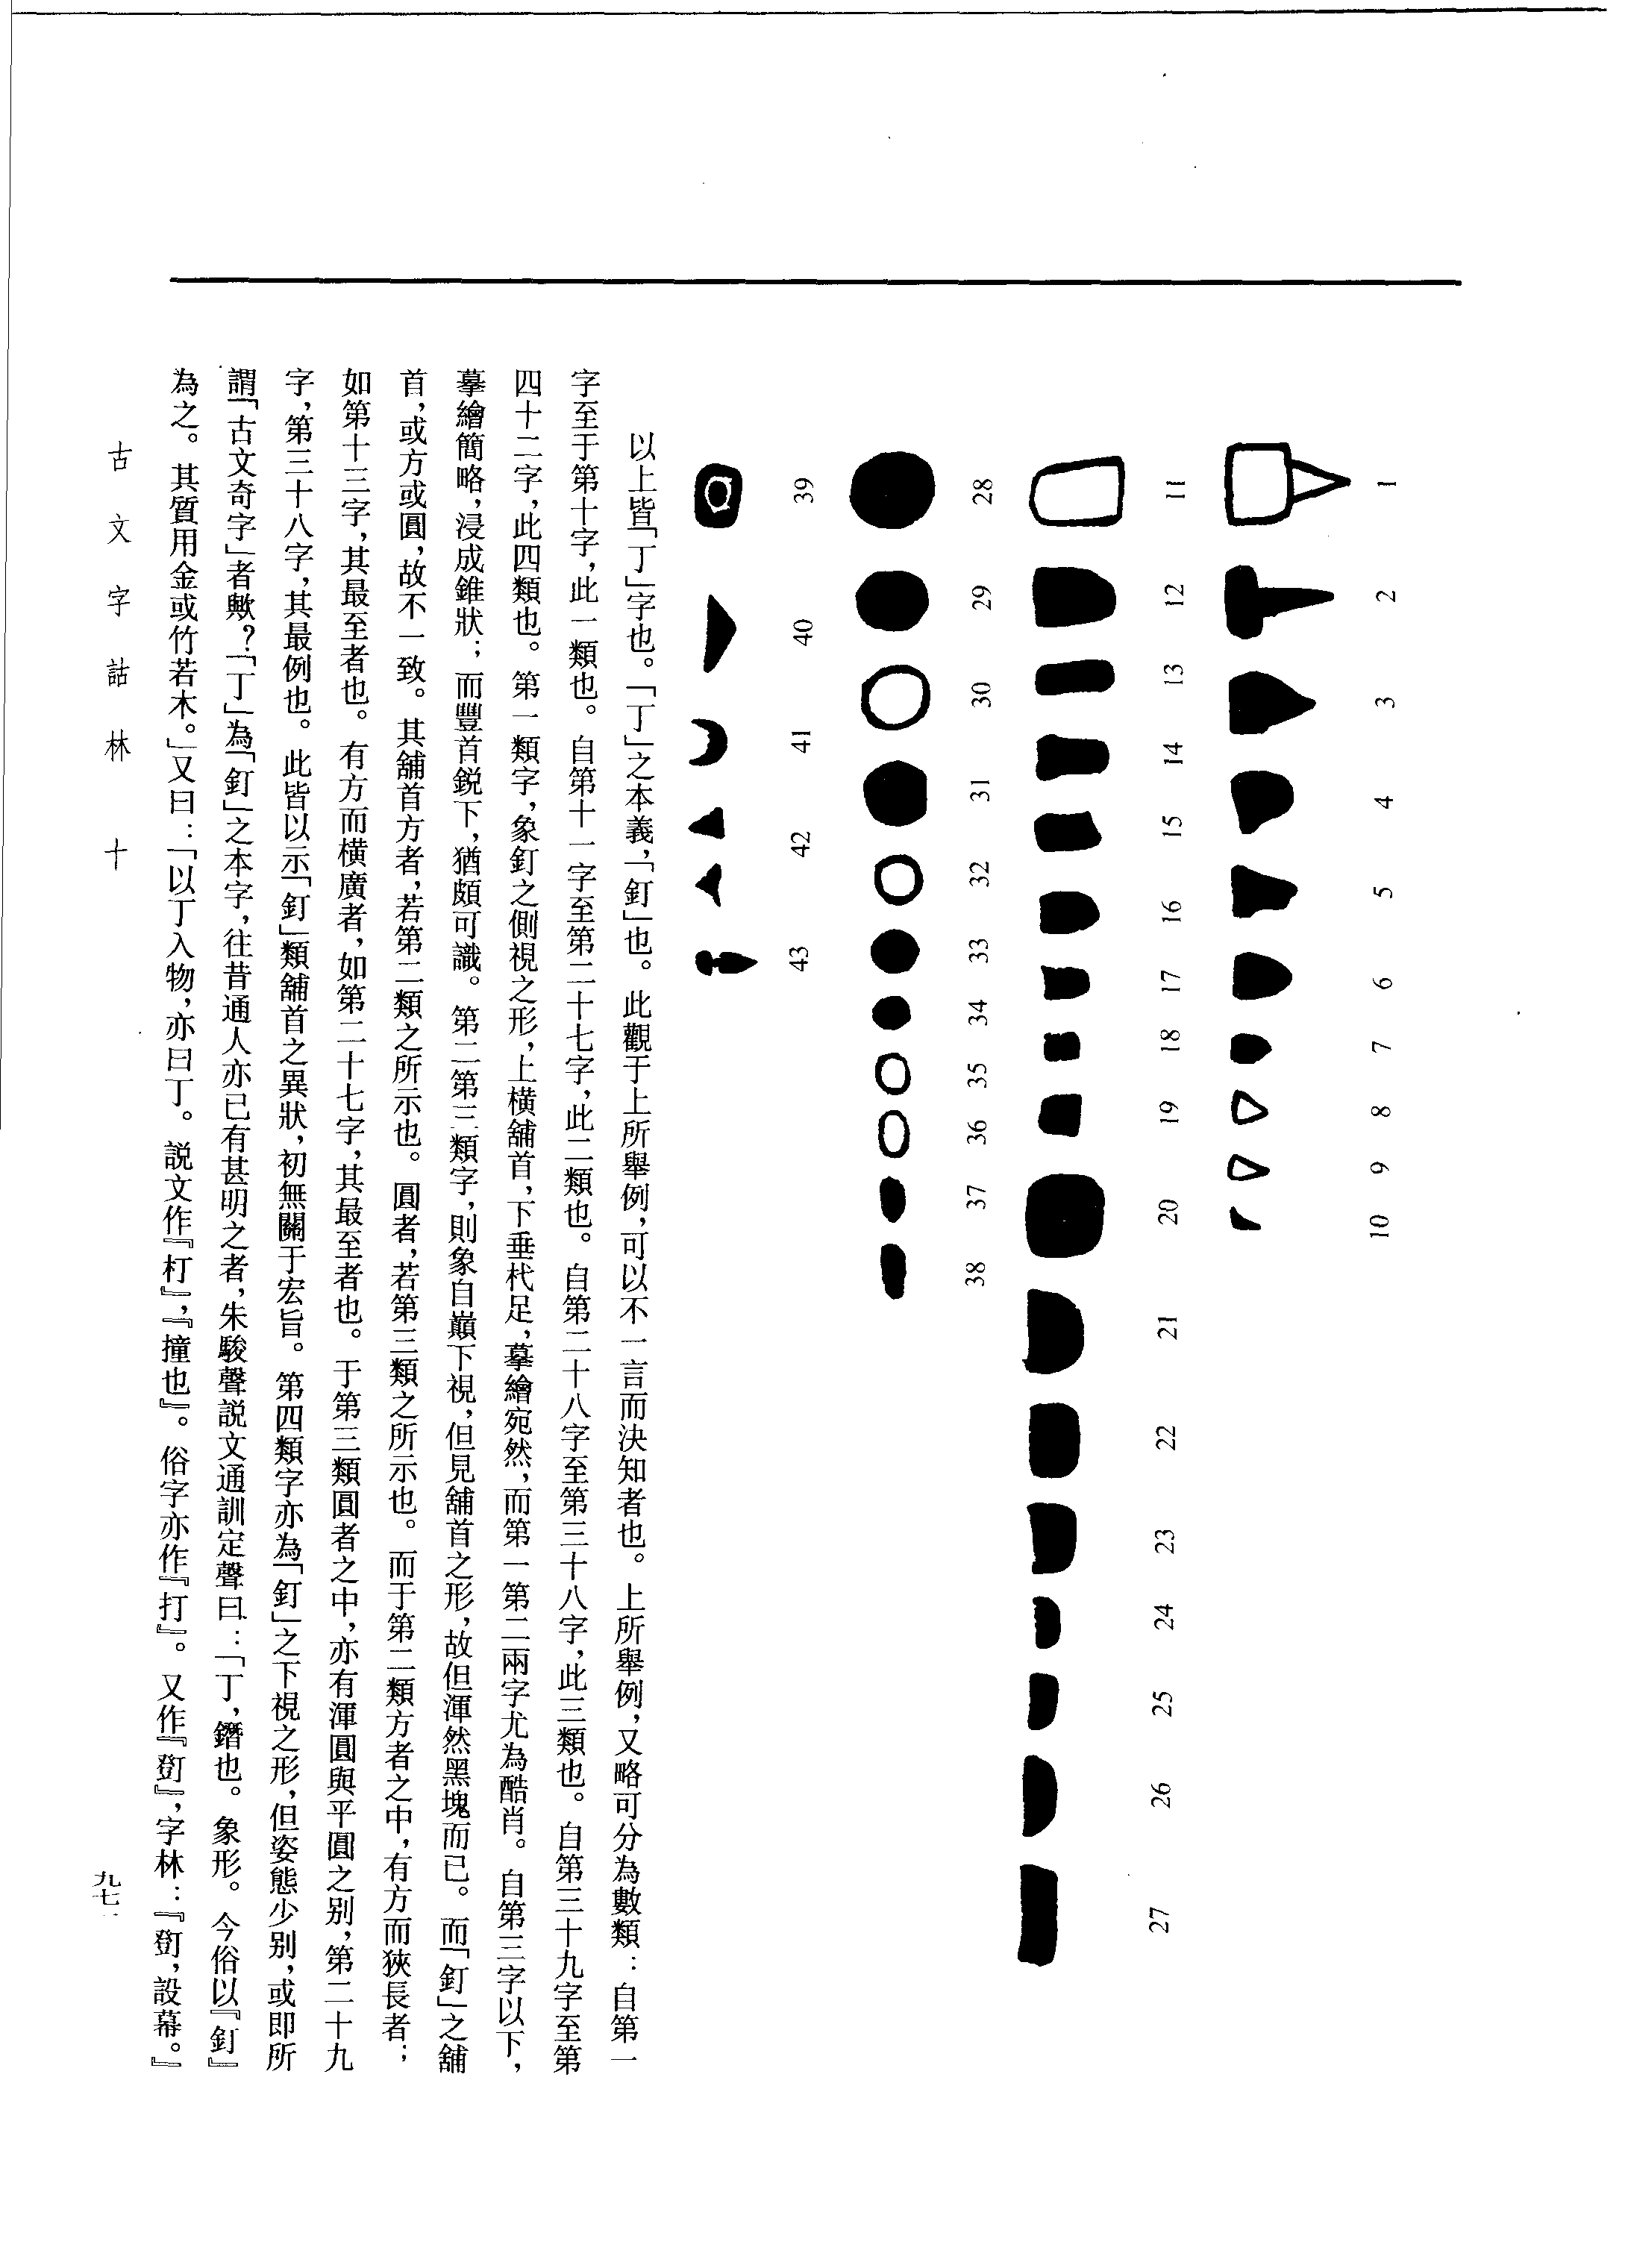 1 2 3 4 5 6 7 8 9 10
11 12 13 14 15 16 17 18 19 20 21 22 23 24 25 26 27
28 29 30 31 32 33 34 35 36 37 38
39 40 41 42 43
以上皆「丁」字也。「丁」之本義,「釘」也。此觀于上所舉例,可以不一言而決知者也。上所舉例,又略可分為數類:自第一
字至于第十字,此一類也。自第十一字至第二十七字,此二類也。自第二十八字至第三十八字,此三類也。自第三十九字至第
四十二字,此四類也。第一類字,象釘之側視之形,上橫舖首,下垂杙足,摹繪宛然,而第一第二兩字尤為酷肖。自第三字以下,
摹繪簡略,浸成錐狀;而豐首銳下,猶頗可識。第二第三類字,則象自巔下視,但見舖首之形,故但渾然黑塊而已。而「釘」之舖
首,或方或圓,故不一致。其舖首方者,若第二類之所示也。圓者,若第三類之所示也。而于第二類方者之中,有方而狹長者;
如第十三字,其最至者也。有方而橫廣者,如第二十七字,其最至者也。于第三類圓者之中,亦有渾圓與平圓之別,第二十九
字,第三十八字,其最例也。此皆以示「釘」類舖首之異狀,初無關于宏旨。第四類字亦為「釘」之下視之形,但姿態少別,或即所
謂「古文奇字」者歟?「丁」為「釘」之本字,往昔通人亦已有甚明之者,朱駿聲說文通訓定聲曰:「丁,鐕也。象形。今俗以『釘』
為之。其質用金或竹若木。」又曰:「以丁入物,亦曰丁。說文作『朾』,『撞也』。俗字亦作『打』。又作『㣔』,字林:『㣔,設幕。』
古文字詁林 十
九七一